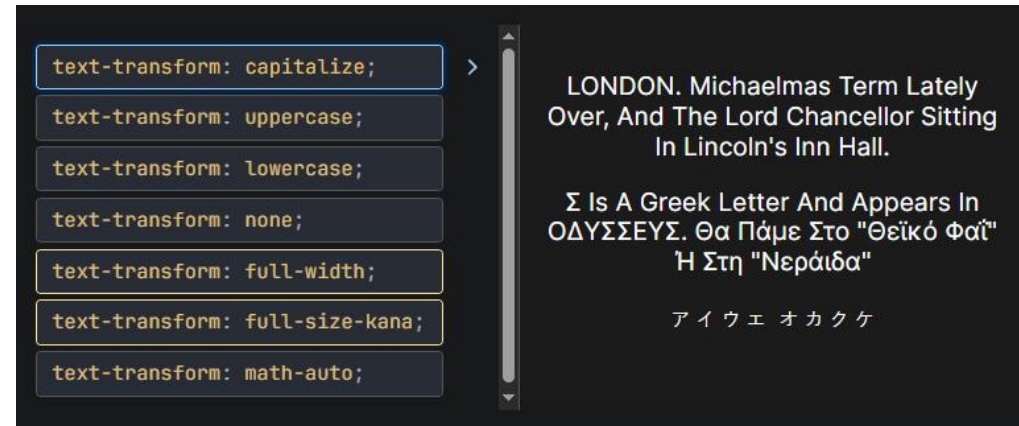 text-transform: capitalize;
text-transform: uppercase;
text-transform: lowercase;
text-transform: none;
text-transform: full-width;
text-transform: full-size-kana;
text-transform: math-auto;
LONDON. Michaelmas Term Lately
Over, And The Lord Chancellor Sitting
In Lincoln's Inn Hall.
Σ Is A Greek Letter And Appears In
ΟΔΥΣΣΕΥΣ. Θα Πάμε Στο "Θεϊκό Φαΐ"
Ή Στη "Νεράιδα"
ァィゥェ ォヵㇰヶ